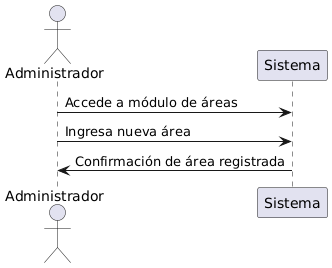 Administrador
Sistema
Accede a módulo de áreas
Ingresa nueva área
Confirmación de área registrada
Administrador
Sistema